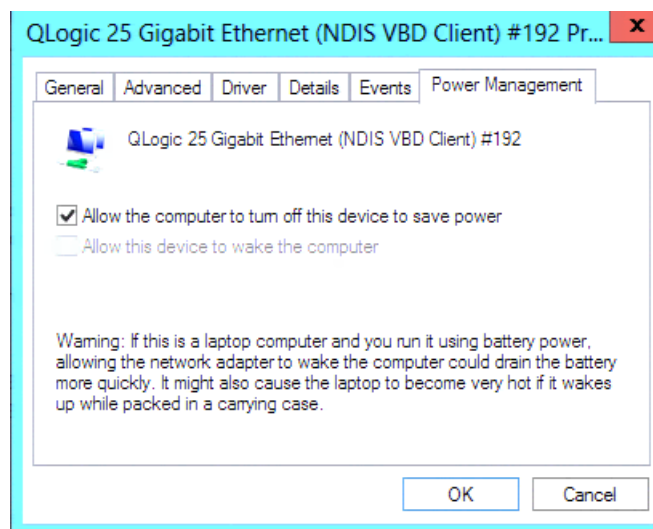 QLogic 25 Gigabit Ethernet (NDIS VBD Client) #192 Pr... x
General Advanced Driver Details Events Power Management
QLogic 25 Gigabit Ethernet (NDIS VBD Client) #192
Allow the computer to turn off this device to save power
Allow this device to wake the computer
Warning: If this is a laptop computer and you run it using battery power,
allowing the network adapter to wake the computer could drain the battery
more quickly. It might also cause the laptop to become very hot if it wakes
up while packed in a carrying case.
OK Cancel